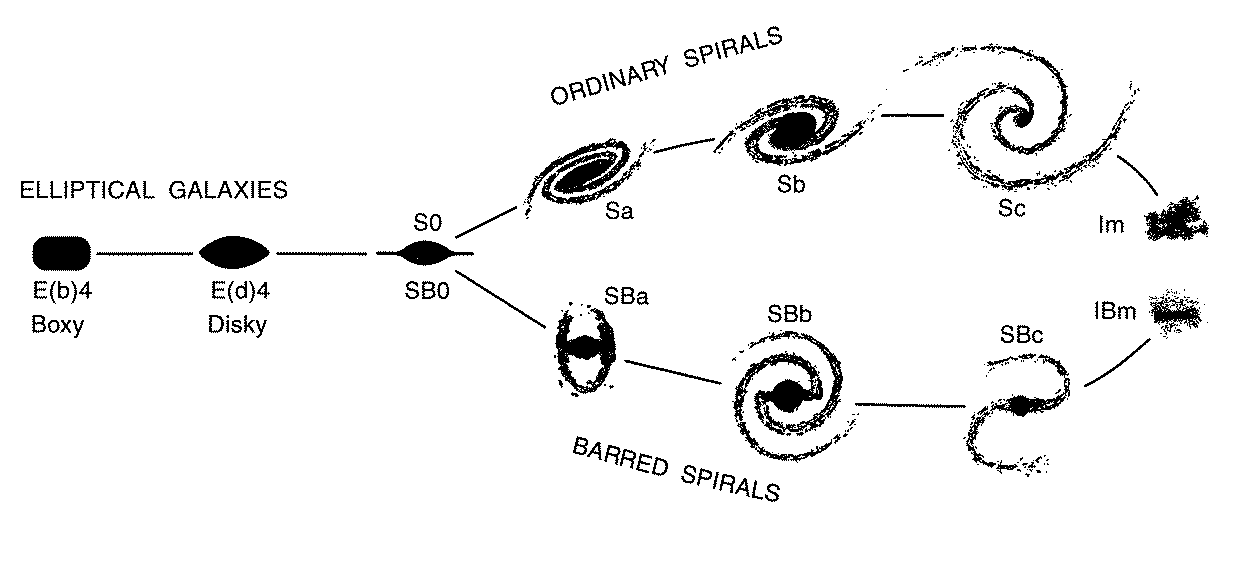 ORDINARY SPIRALS
ELLIPTICAL GALAXIES
S0
Sa
Sb
Sc
Im
E(b)4
Boxy
E(d)4
Disky
SB0
SBa
SBb
SBc
IBm
BARRED SPIRALS